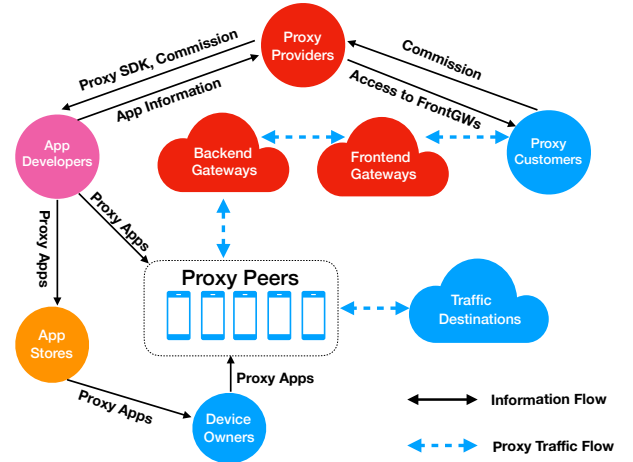 Proxy
Providers
Proxy SDK, Commission
App Information
Commission
Access to FrontGWs
App
Developers
Backend
Gateways
Frontend
Gateways
Proxy
Customers
Proxy Apps
Proxy Apps
Proxy Peers
Traffic
Destinations
App
Stores
Proxy Apps
Proxy Apps
Device
Owners
Information Flow
Proxy Traffic Flow